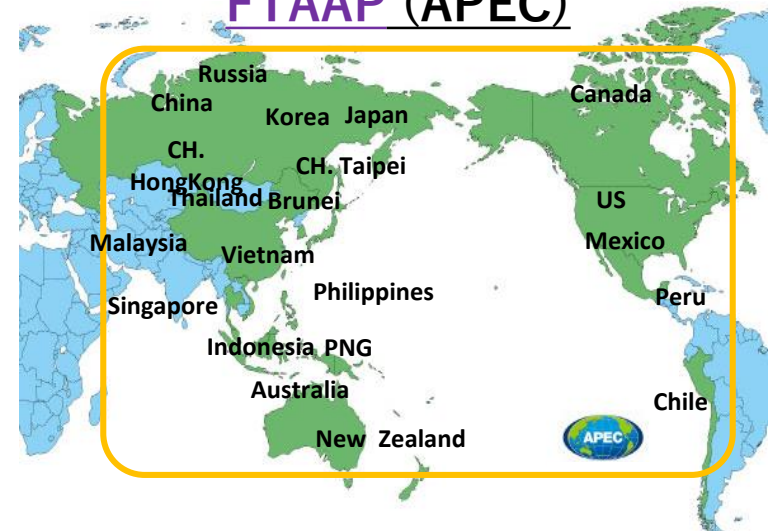 FTAAP (APEC)
Russia
China
Canada
Korea Japan
CH.
HongKong
CH. Taipei
Thailand Brunei
US
Malaysia
Vietnam
Mexico
Singapore
Philippines
Peru
Indonesia PNG
Australia
Chile
New Zealand
APEC